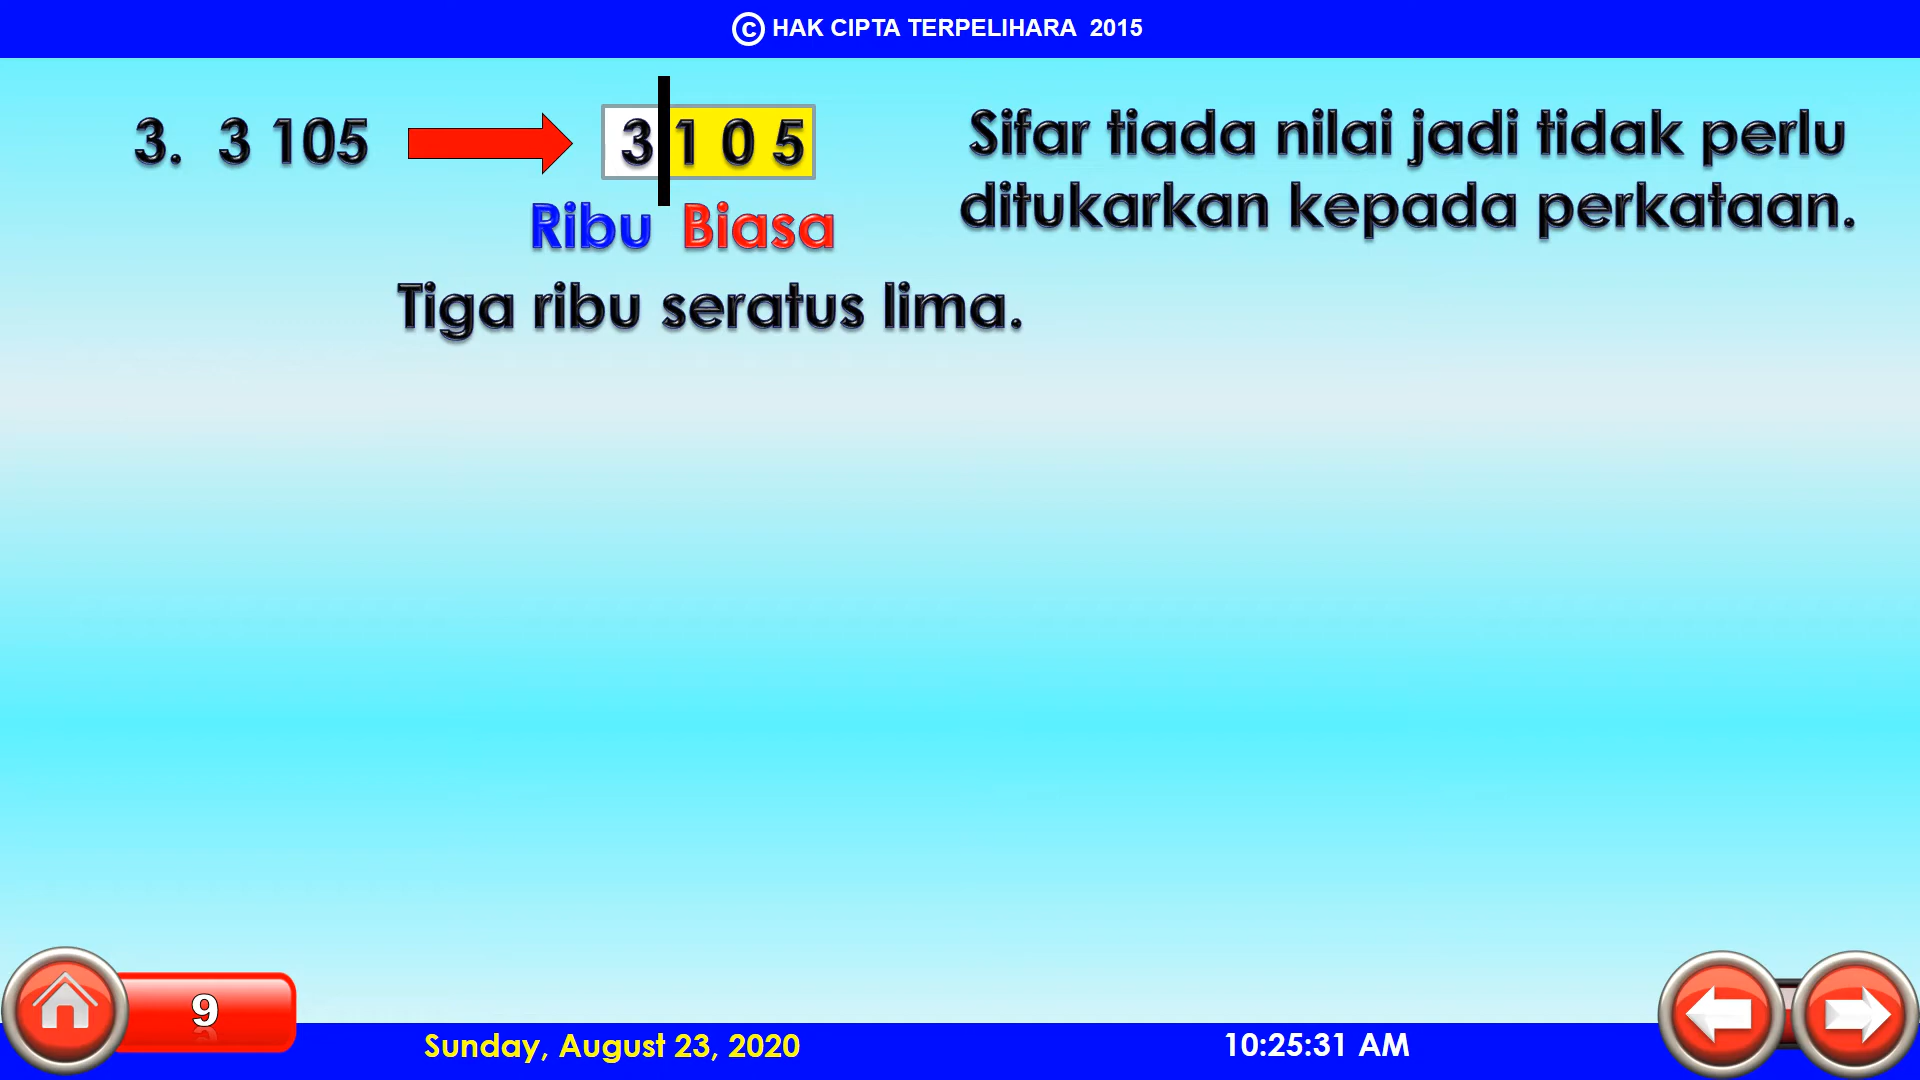 © HAK CIPTA TERPELIHARA 2015
3. 3 105
3 1 0 5
Ribu Biasa
Sifar tiada nilai jadi tidak perlu
ditukarkan kepada perkataan.
Tiga ribu seratus lima.
9
Sunday, August 23, 2020
10:25:31 AM